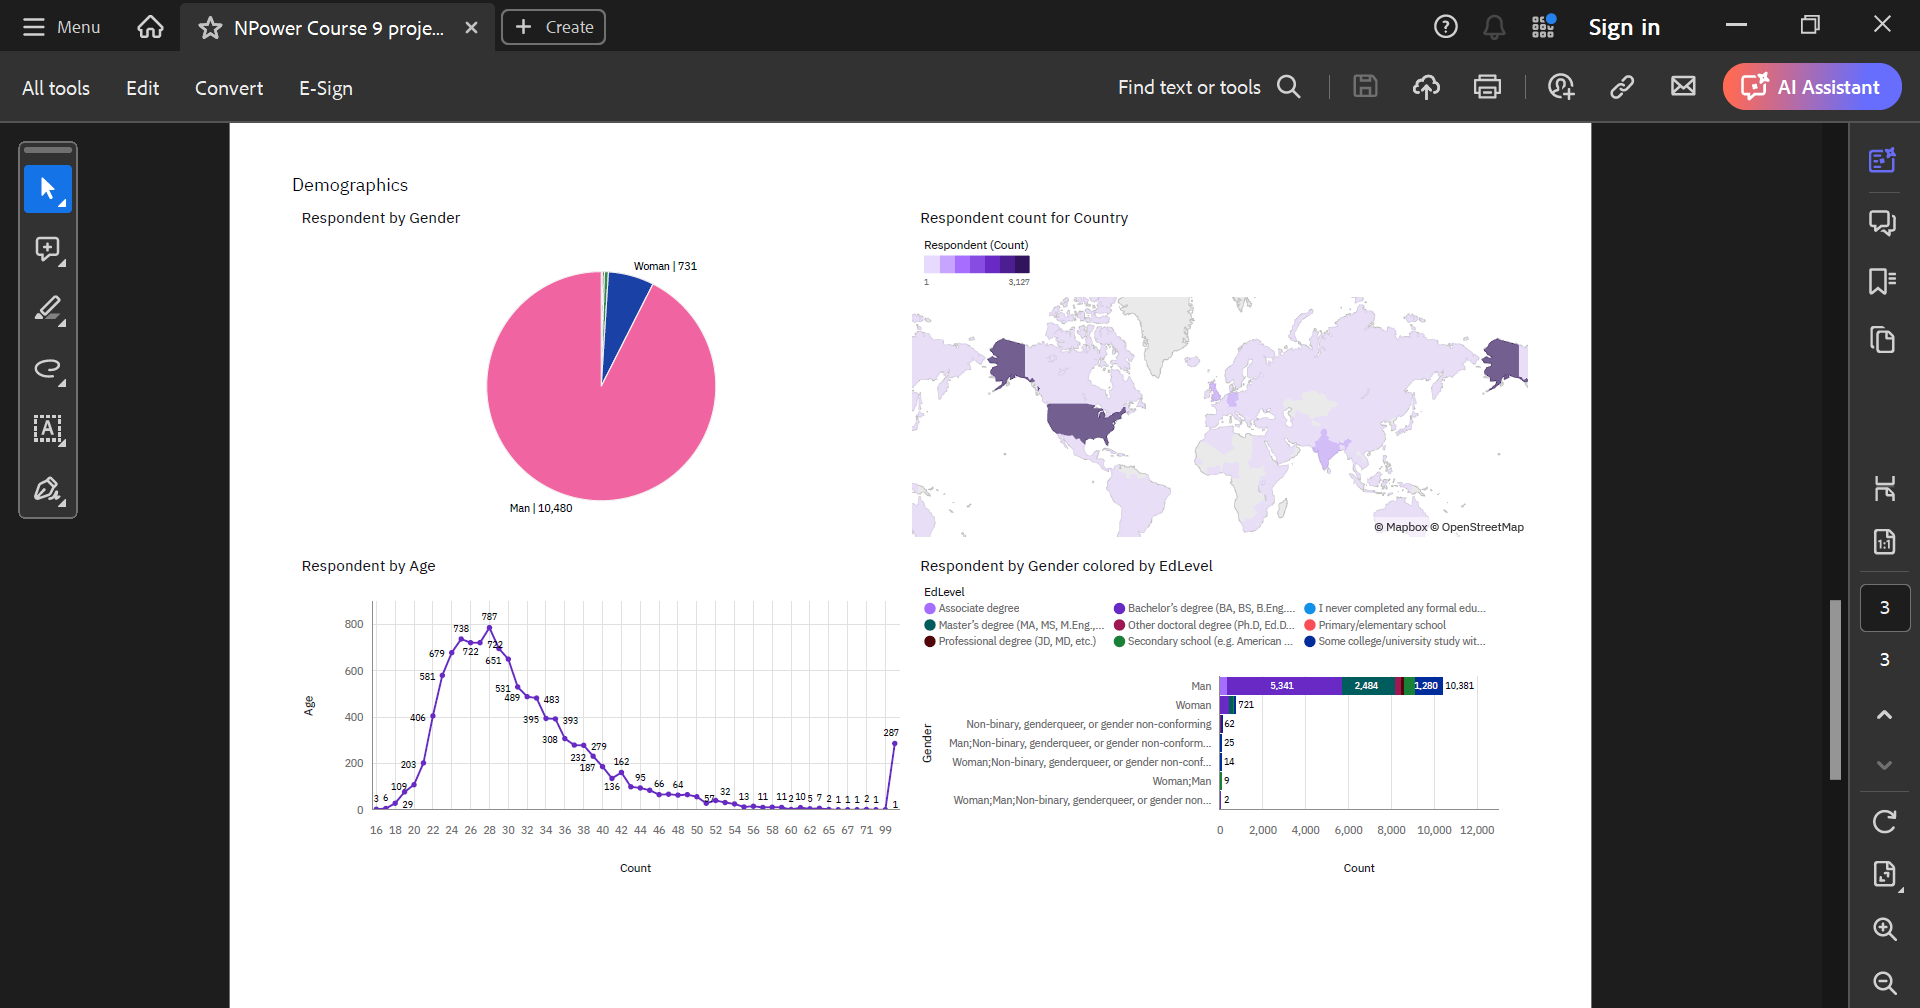 Menu
NPower Course 9 proje...
Create
Sign in
All tools
Edit
Convert
E-Sign
Find text or tools
AI Assistant
Demographics
Respondent by Gender
Woman | 731
Man | 10,480
Respondent count for Country
Respondent (Count)
1
3,127
© Mapbox © OpenStreetMap
Respondent by Age
Age
800
600
400
200
0
3
6
29
109
203
406
581
679
738
722
787
722
651
531
489
483
395
393
308
232
279
187
136
162
95
66
64
57
32
13
11
11
2
10
5
7
2
1
1
1
2
1
287
1
16 18 20 22 24 26 28 30 32 34 36 38 40 42 44 46 48 50 52 54 56 58 60 62 65 67 71 99
Count
Respondent by Gender colored by EdLevel
EdLevel
Associate degree
Bachelor's degree (BA, BS, B.Eng....
I never completed any formal edu...
Master's degree (MA, MS, M.Eng.,...
Other doctoral degree (Ph.D, Ed.D...
Primary/elementary school
Professional degree (JD, MD, etc.)
Secondary school (e.g. American ...
Some college/university study wit...
Gender
Man 5,341 2,484 1,280 10,381
Woman 721
Non-binary, genderqueer, or gender non-conforming 62
Man;Non-binary, genderqueer, or gender non-conform... 25
Woman;Non-binary, genderqueer, or gender non-conf... 14
Woman;Man 9
Woman;Man;Non-binary, genderqueer, or gender non... 2
0 2,000 4,000 6,000 8,000 10,000 12,000
Count
1:1
3
3